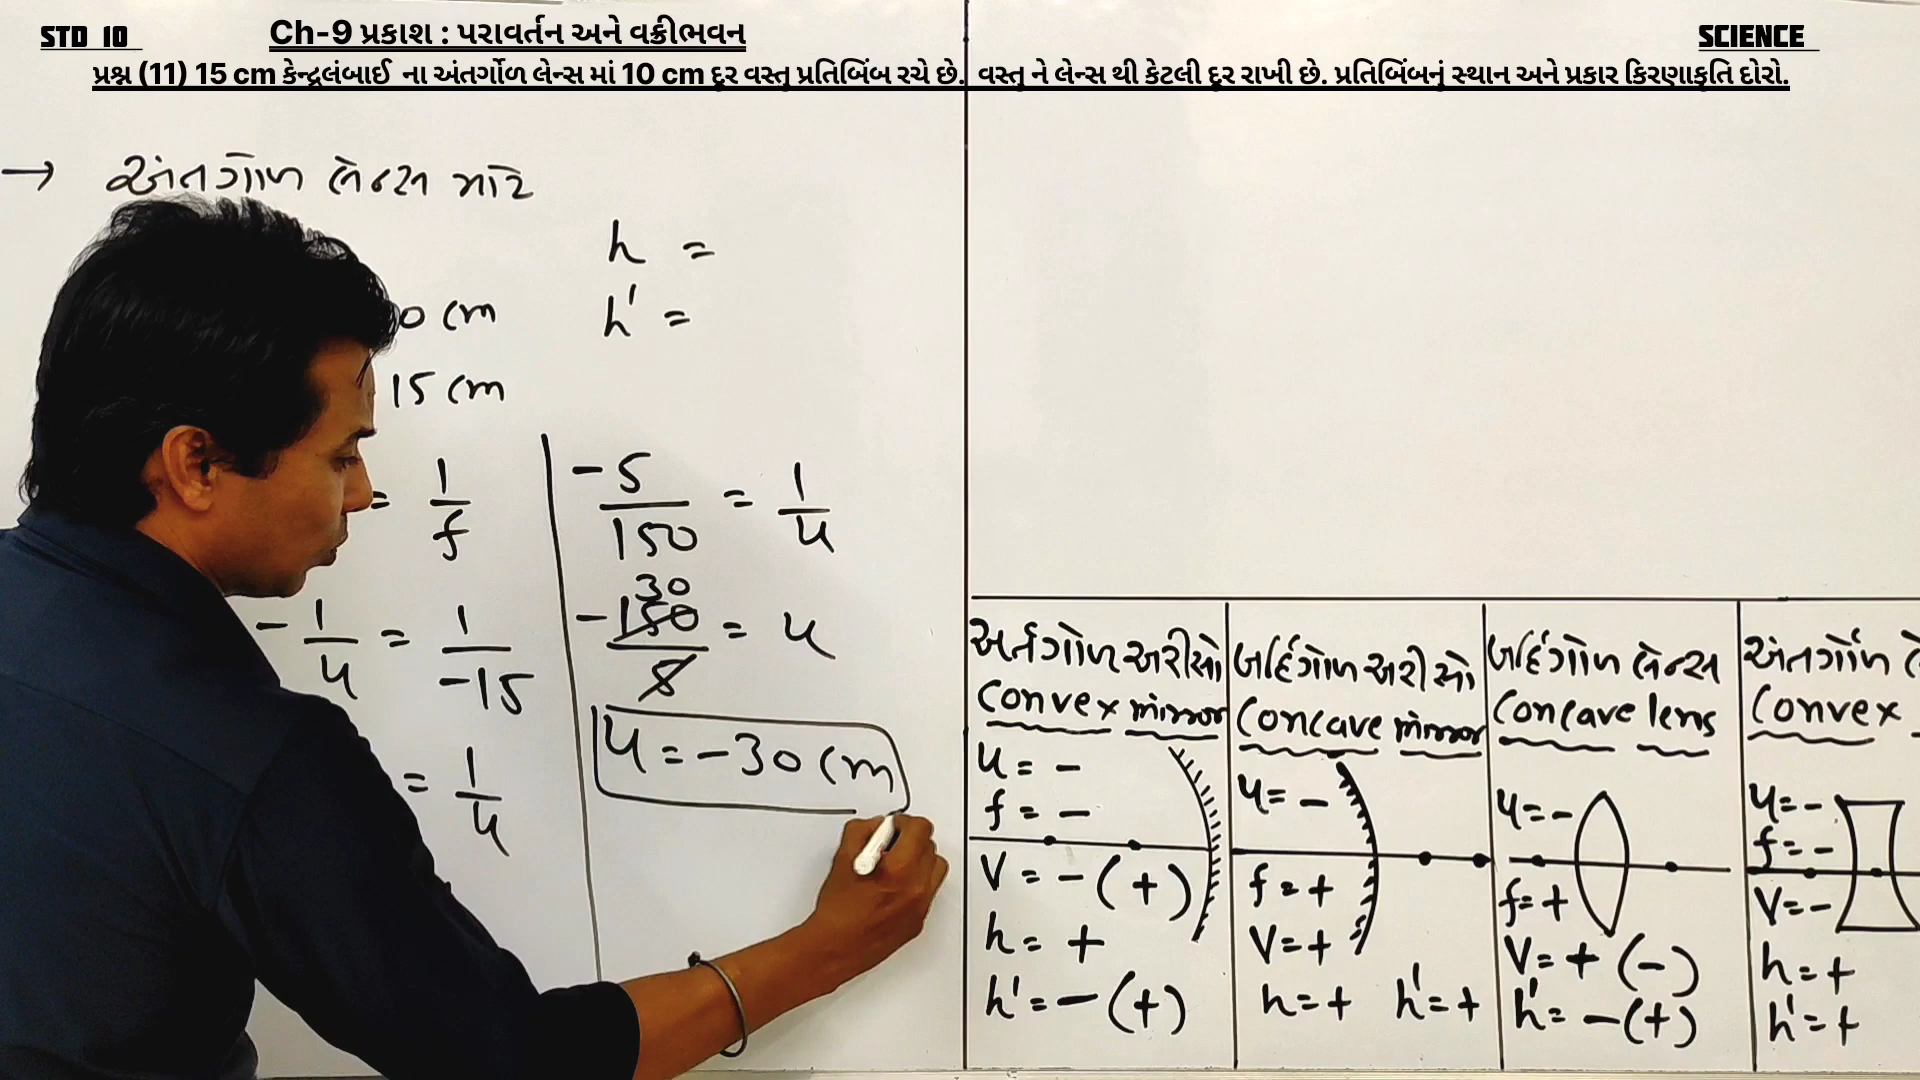 STD 10
Ch-9 પ્રકાશ : પરાવર્તન અને વક્રીભવન
SCIENCE
પ્રશ્ન (11) 15 cm કેન્દ્રલંબાઈ ના અંતર્ગોળ લેન્સ માં 10 cm દૂર વસ્તુ પ્રતિબિંબ રચે છે. વસ્તુ ને લેન્સ થી કેટલી દૂર રાખી છે. પ્રતિબિંબનું સ્થાન અને પ્રકાર કિરણાકૃતિ દોરો.
→ અંતર્ગોળ લેન્સ માટે
h =
0 cm
h' =
15 cm
= 1/f
-5/150 = 1/u
- 1/u = 1/-15
30
-150/5 = u
= 1/u
u = -30 cm
અર્તગોળ અરીસો
Convex mirror
u = -
f = -
V = - (+)
h = +
h' = - (+)
બર્હિગોળ અરીસો
Concave mirror
u = -
f = +
V = +
h = + h' = +
બર્હિગોળ લેન્સ
Concave lens
u = -
f = +
V = + (-)
h' = - (+)
અંતર્ગોળ લે
Convex
u = -
f = -
V = -
h = +
h' = +